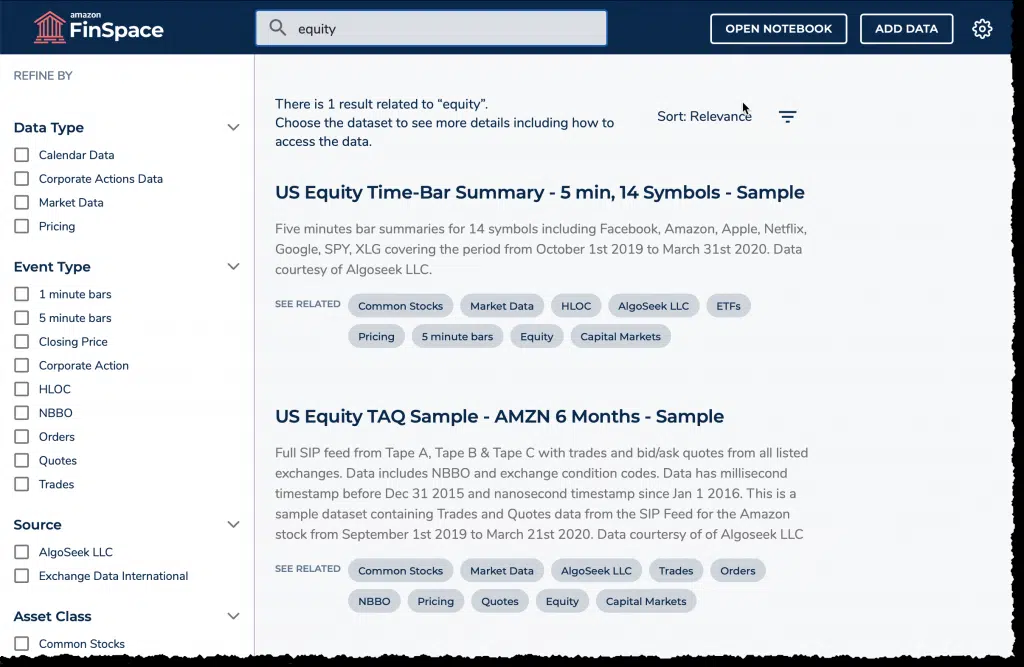 amazon
FinSpace
equity
OPEN NOTEBOOK
ADD DATA
REFINE BY
Data Type
Calendar Data
Corporate Actions Data
Market Data
Pricing
Event Type
1 minute bars
5 minute bars
Closing Price
Corporate Action
HLOC
NBBO
Orders
Quotes
Trades
Source
AlgoSeek LLC
Exchange Data International
Asset Class
Common Stocks
There is 1 result related to “equity”.
Choose the dataset to see more details including how to
access the data.
Sort: Relevance
US Equity Time-Bar Summary - 5 min, 14 Symbols - Sample
Five minutes bar summaries for 14 symbols including Facebook, Amazon, Apple, Netflix,
Google, SPY, XLG covering the period from October 1st 2019 to March 31st 2020. Data
courtesy of Algoseek LLC.
SEE RELATED Common Stocks Market Data HLOC AlgoSeek LLC ETFs
Pricing 5 minute bars Equity Capital Markets
US Equity TAQ Sample - AMZN 6 Months - Sample
Full SIP feed from Tape A, Tape B & Tape C with trades and bid/ask quotes from all listed
exchanges. Data includes NBBO and exchange condition codes. Data has millisecond
timestamp before Dec 31 2015 and nanosecond timestamp since Jan 1 2016. This is a
sample dataset containing Trades and Quotes data from the SIP Feed for the Amazon
stock from September 1st 2019 to March 21st 2020. Data courtersy of of Algoseek LLC
SEE RELATED Common Stocks Market Data AlgoSeek LLC Trades Orders
NBBO Pricing Quotes Equity Capital Markets